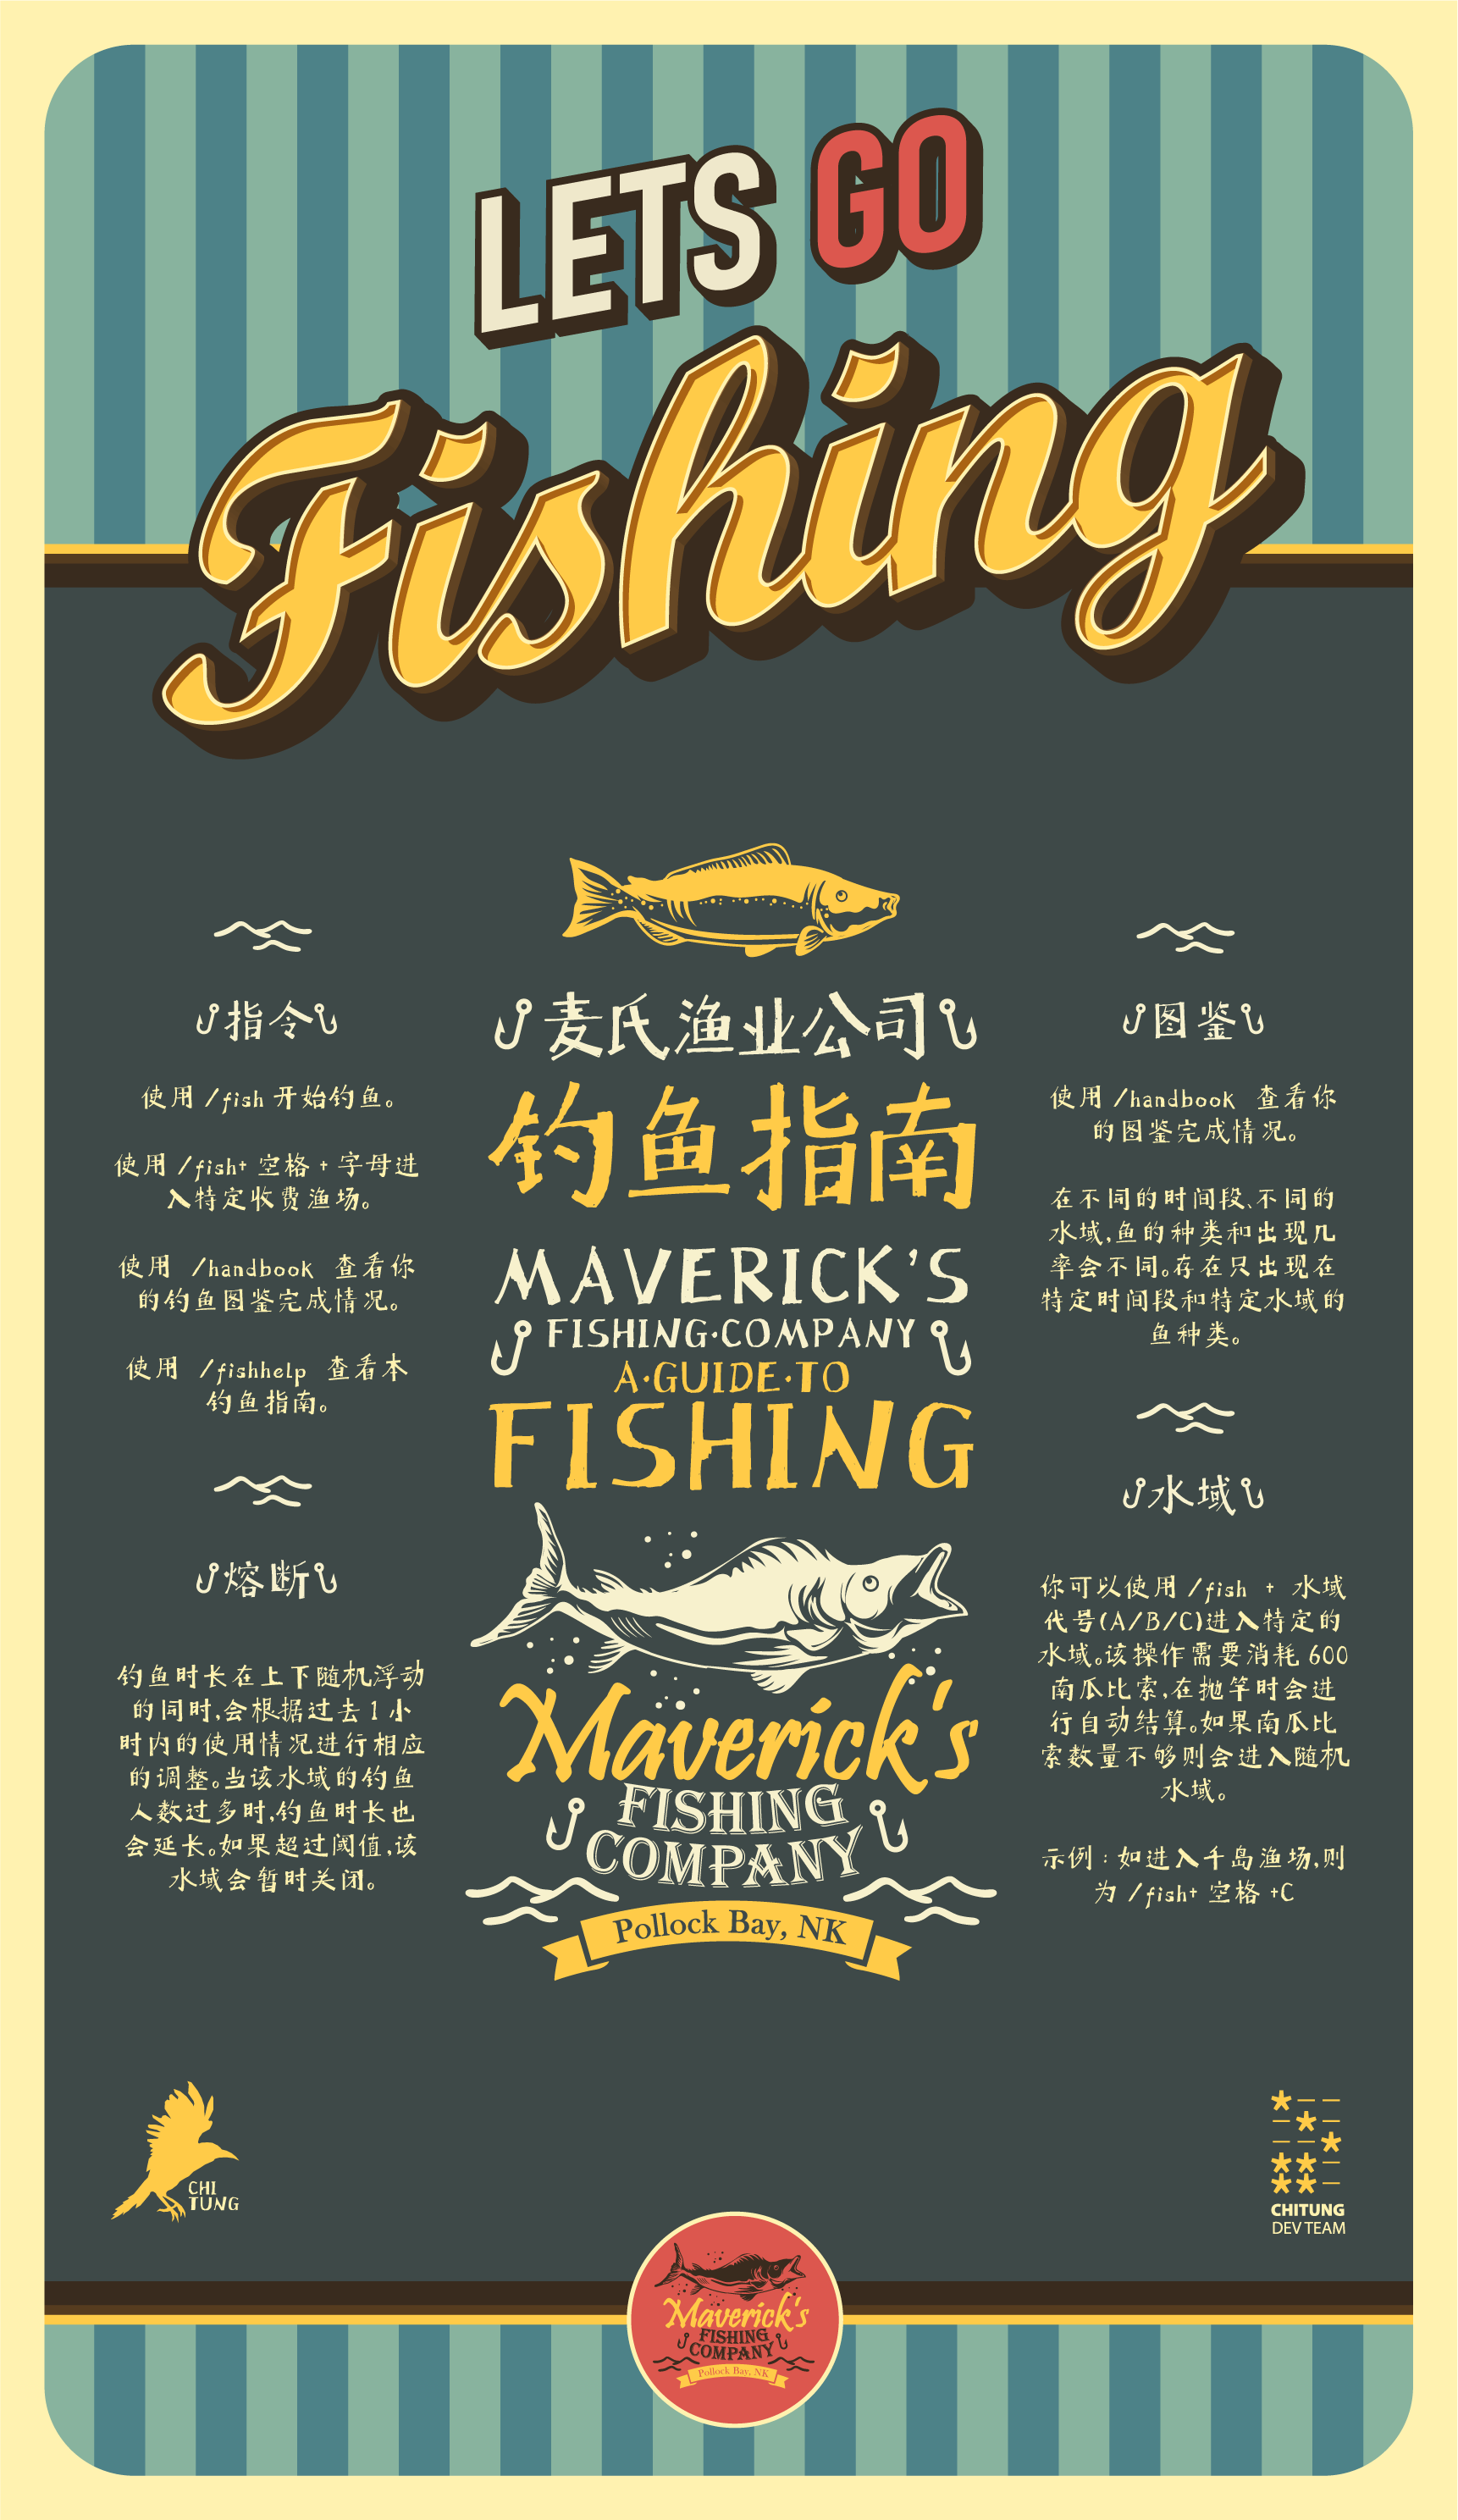 LETS GO
Fishing
指令
使用 /fish 开始钓鱼。
使用 /fish+ 空格 + 字母进
入特定收费渔场。
使用 /handbook 查看你
的钓鱼图鉴完成情况。
使用 /fishhelp 查看本
钓鱼指南。
熔断
钓鱼时长在上下随机浮动
的同时,会根据过去 1 小
时内的使用情况进行相应
的调整。当该水域的钓鱼
人数过多时,钓鱼时长也
会延长。如果超过阈值,该
水域会暂时关闭。
麦氏渔业公司
钓鱼指南
MAVERICK'S
FISHING·COMPANY
A·GUIDE·TO
FISHING
Maverick's
FISHING
COMPANY
Pollock Bay, NK
图鉴
使用 /handbook 查看你
的图鉴完成情况。
在不同的时间段、不同的
水域,鱼的种类和出现几
率会不同。存在只出现在
特定时间段和特定水域的
鱼种类。
水域
你可以使用 /fish + 水域
代号(A/B/C)进入特定的
水域。该操作需要消耗 600
南瓜比索,在抛竿时会进
行自动结算。如果南瓜比
索数量不够则会进入随机
水域。
示例：如进入千岛渔场,则
为 /fish+ 空格 +C
CHI
TUNG
CHITUNG
DEV TEAM
Maverick's
FISHING
COMPANY
Pollock Bay, NK